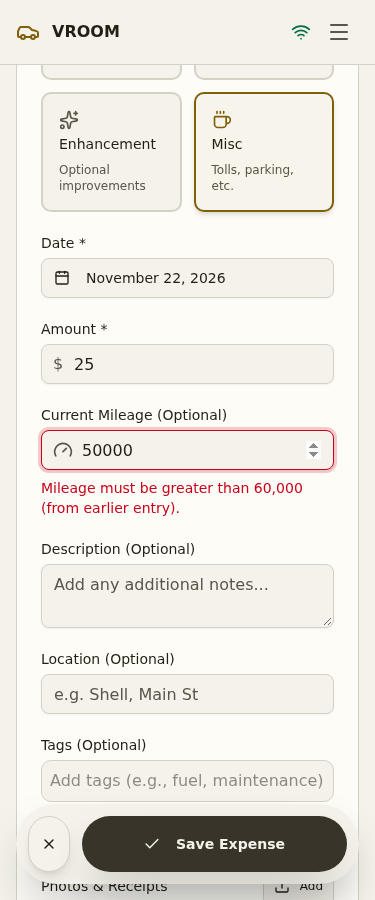 VROOM
Enhancement
Optional
improvements
Misc
Tolls, parking,
etc.
Date *
November 22, 2026
Amount *
$ 25
Current Mileage (Optional)
50000
Mileage must be greater than 60,000
(from earlier entry).
Description (Optional)
Add any additional notes...
Location (Optional)
e.g. Shell, Main St
Tags (Optional)
Add tags (e.g., fuel, maintenance)
Save Expense
Photos & Receipts
Add